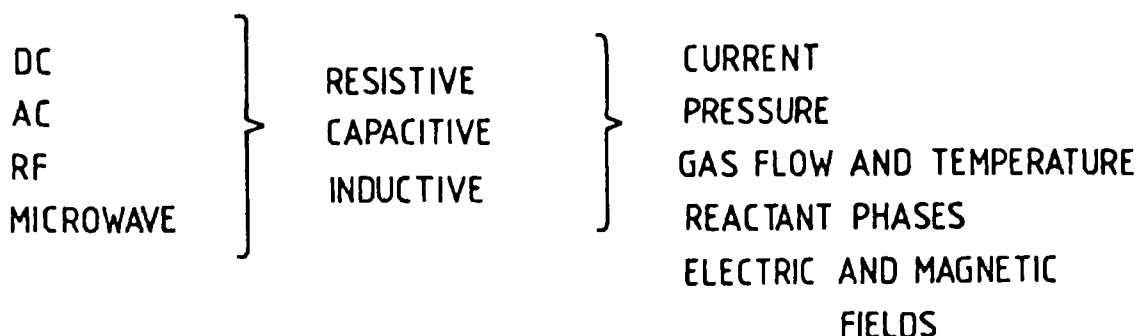 DC
AC
RF
MICROWAVE
RESISTIVE
CAPACITIVE
INDUCTIVE
CURRENT
PRESSURE
GAS FLOW AND TEMPERATURE
REACTANT PHASES
ELECTRIC AND MAGNETIC
FIELDS